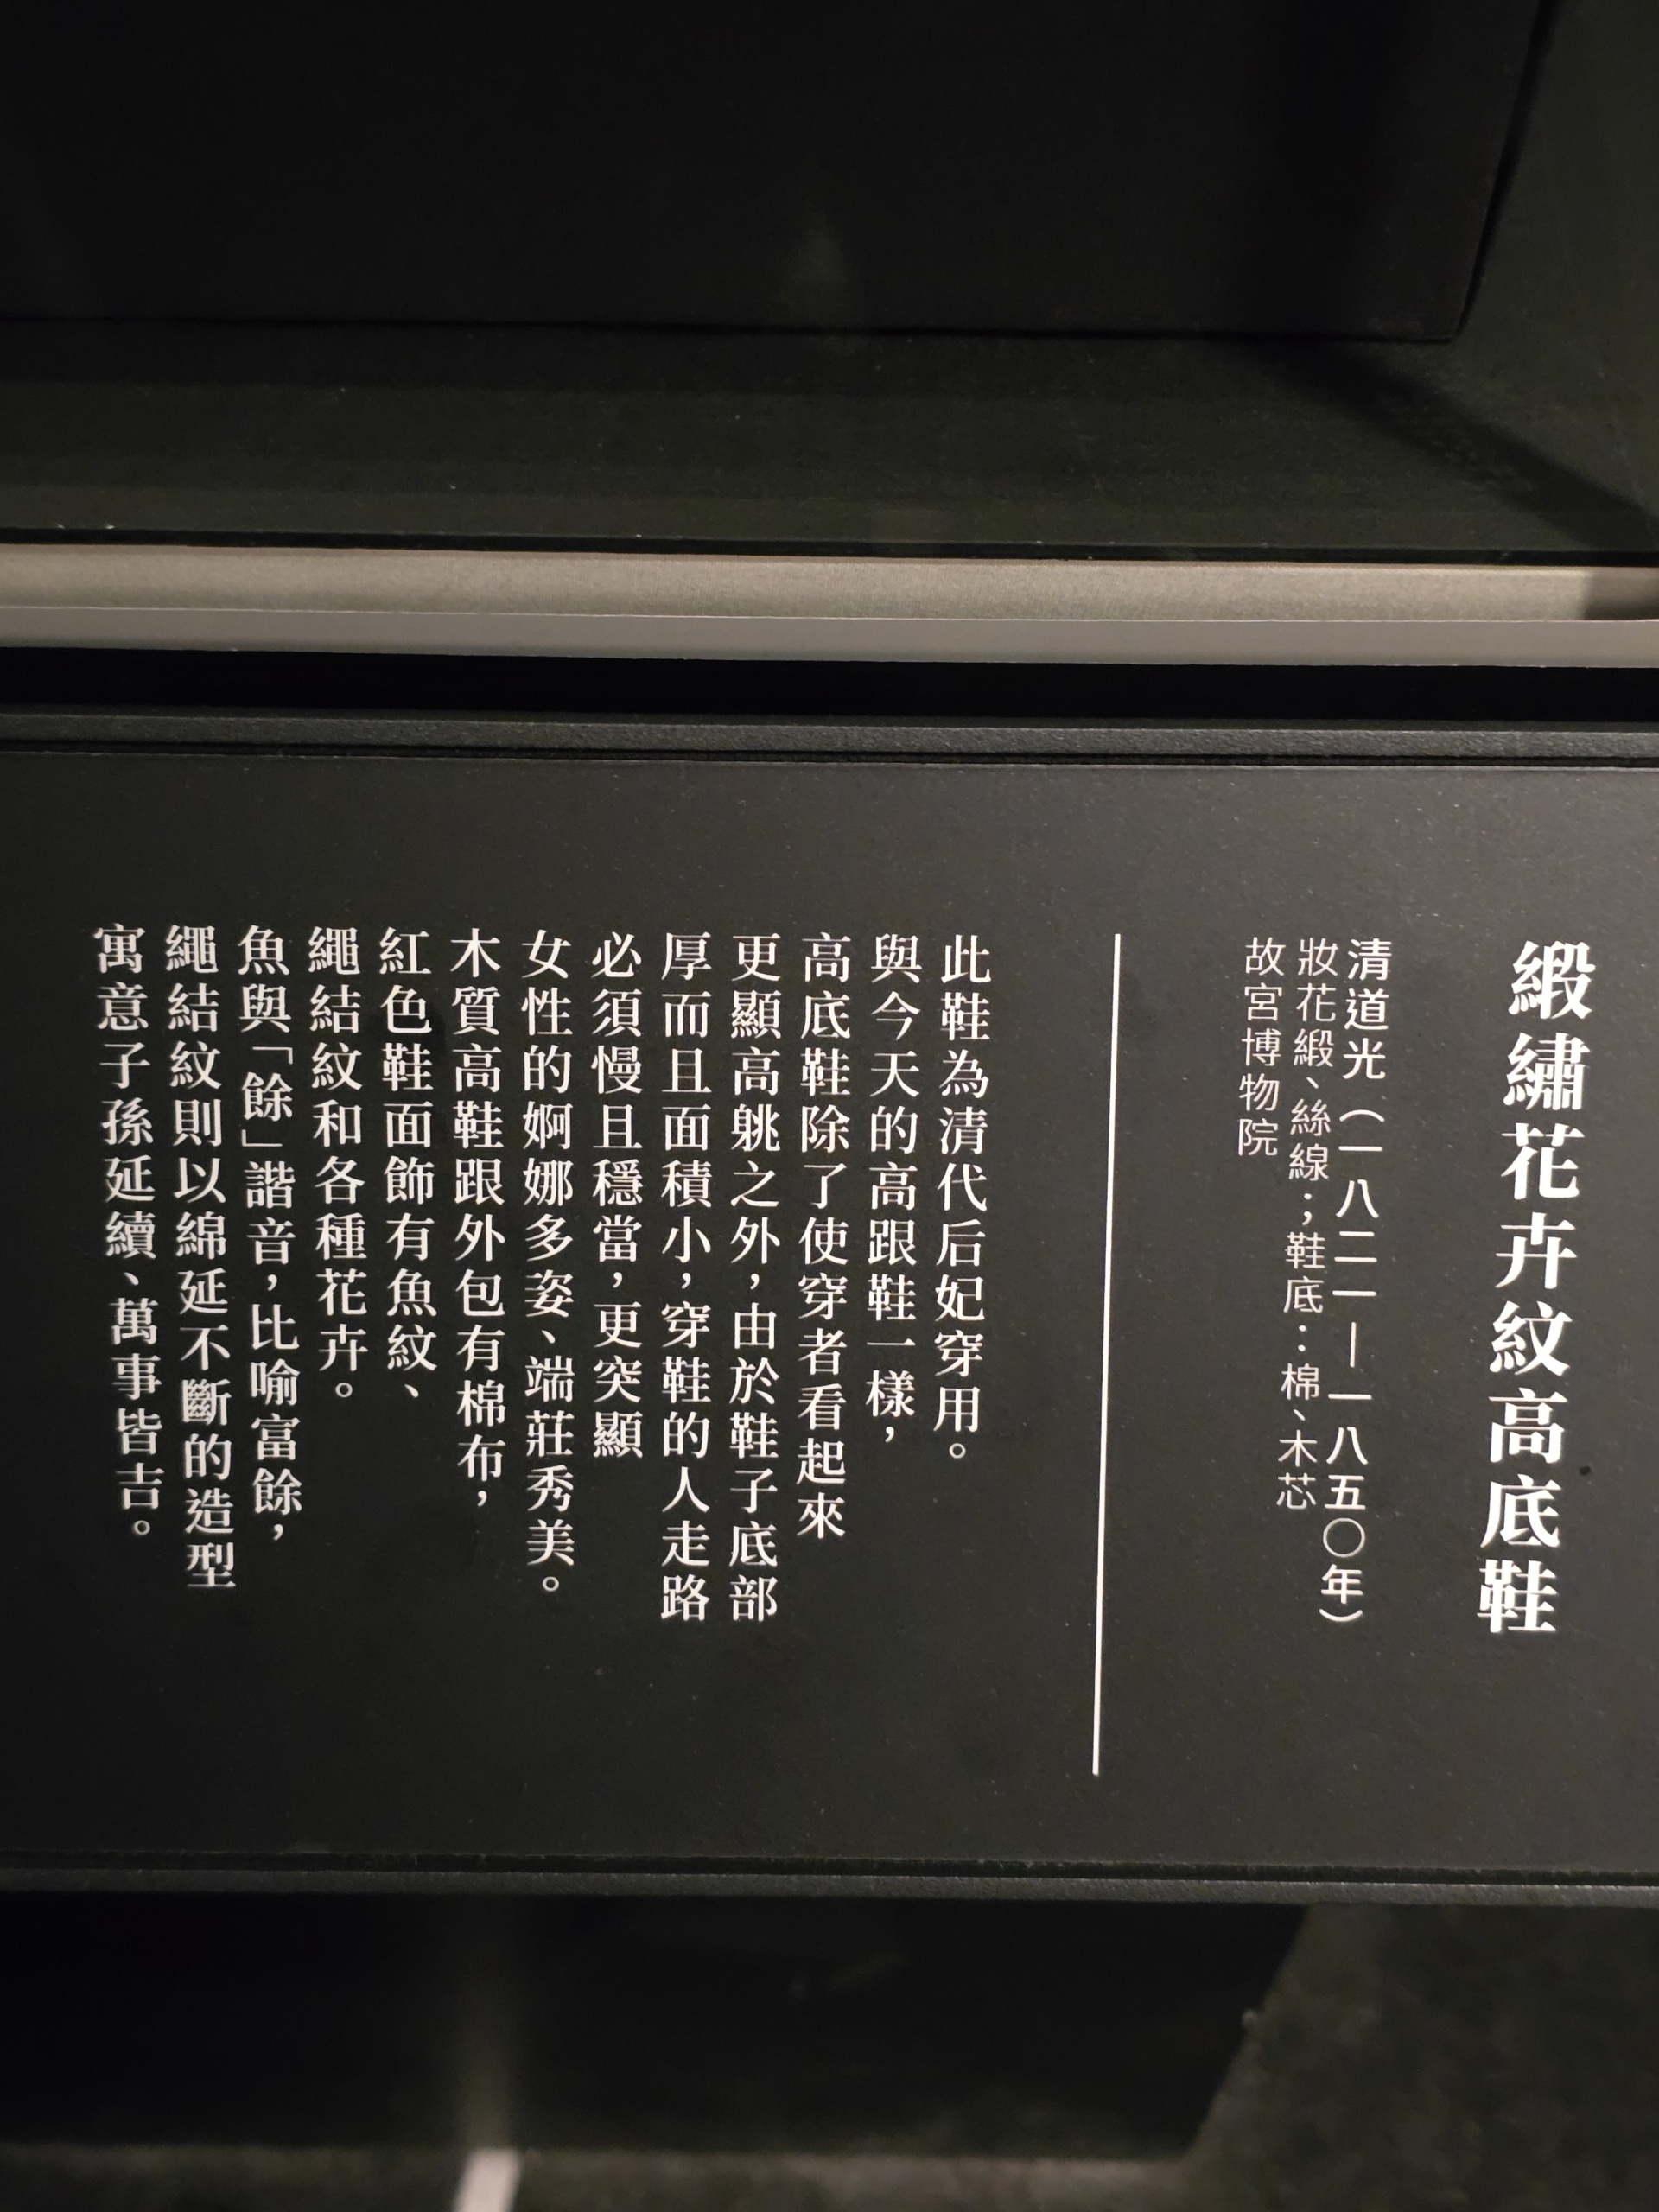 緞繡花卉紋高底鞋
清道光（一八二一—一八五〇年）
妝花緞、絲線；鞋底：棉、木芯
故宮博物院
此鞋為清代后妃穿用。
與今天的高跟鞋一樣，
高底鞋除了使穿者看起來
更顯高䠷之外，由於鞋子底部
厚而且面積小，穿鞋的人走路
必須慢且穩當，更突顯
女性的婀娜多姿、端莊秀美。
木質高鞋跟外包有棉布，
紅色鞋面飾有魚紋、
繩結紋和各種花卉。
魚與「餘」諧音，比喻富餘，
繩結紋則以綿延不斷的造型
寓意子孫延續、萬事皆吉。